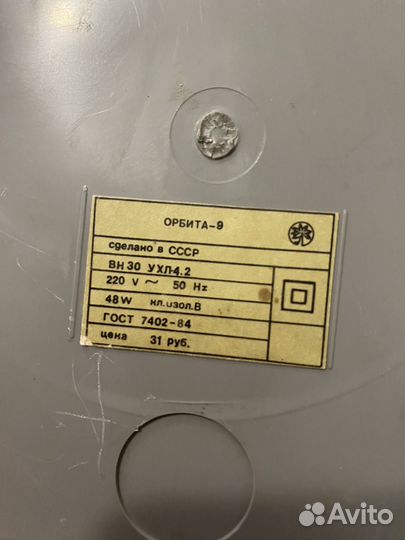 ОРБИТА-9
сделано в СССР
ВН 30 УХЛ4.2
220 V ~ 50 Hz
48 W кл.изол.В
ГОСТ 7402-84
цена 31 руб.
Avito